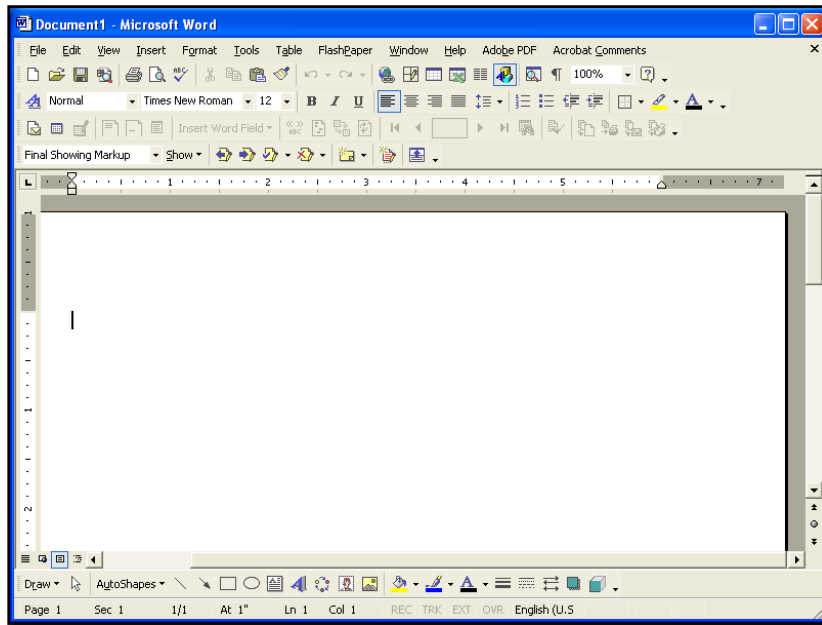 Document1 - Microsoft Word
File Edit View Insert Format Tools Table FlashPaper Window Help Adobe PDF Acrobat Comments
100%
Normal Times New Roman 12 B I U A
Insert Word Field
Final Showing Markup Show
L 1 2 3 4 5 7
1
1
2
Draw AutoShapes A
Page 1 Sec 1 1/1 At 1" Ln 1 Col 1 REC TRK EXT OVR English (U.S